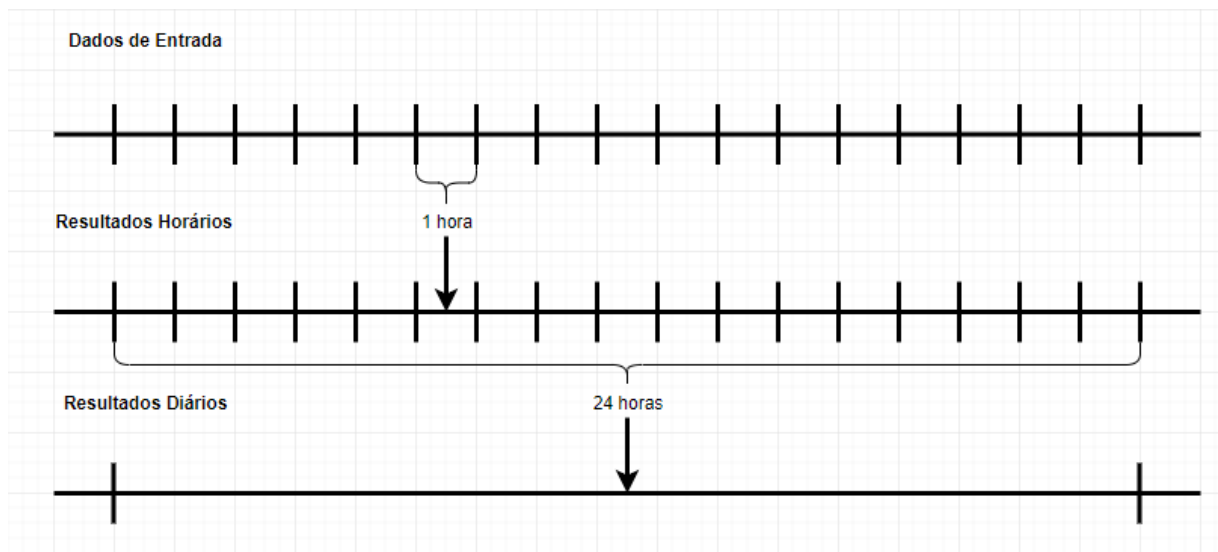 Dados de Entrada
Resultados Horários
1 hora
Resultados Diários
24 horas